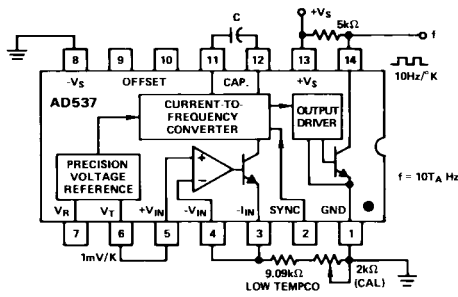 C
+VS
5kΩ
f
8
9
10
11
12
13
14
-VS
OFFSET
CAP.
+VS
10Hz/°K
AD537
CURRENT-TO-
FREQUENCY
CONVERTER
OUTPUT
DRIVER
PRECISION
VOLTAGE
REFERENCE
+
−
f = 10TA Hz
VR
VT
+VIN
-VIN
-IIN
SYNC
GND
7
6
5
4
3
2
1
1mV/K
9.09kΩ
LOW TEMPCO
2kΩ
(CAL)